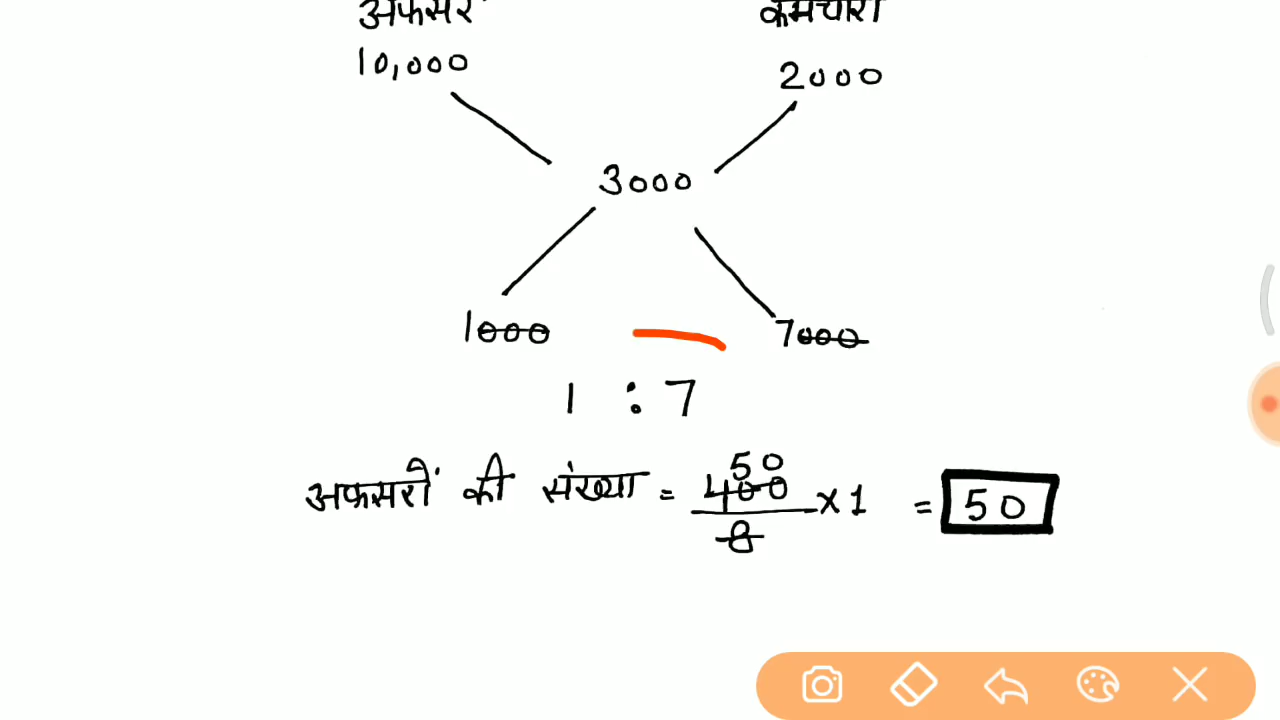 अफसर कर्मचारी
10,000 2000
3000
1000 7000
1 : 7
50
अफसरों की संख्या = 400 × 1 = 50
8